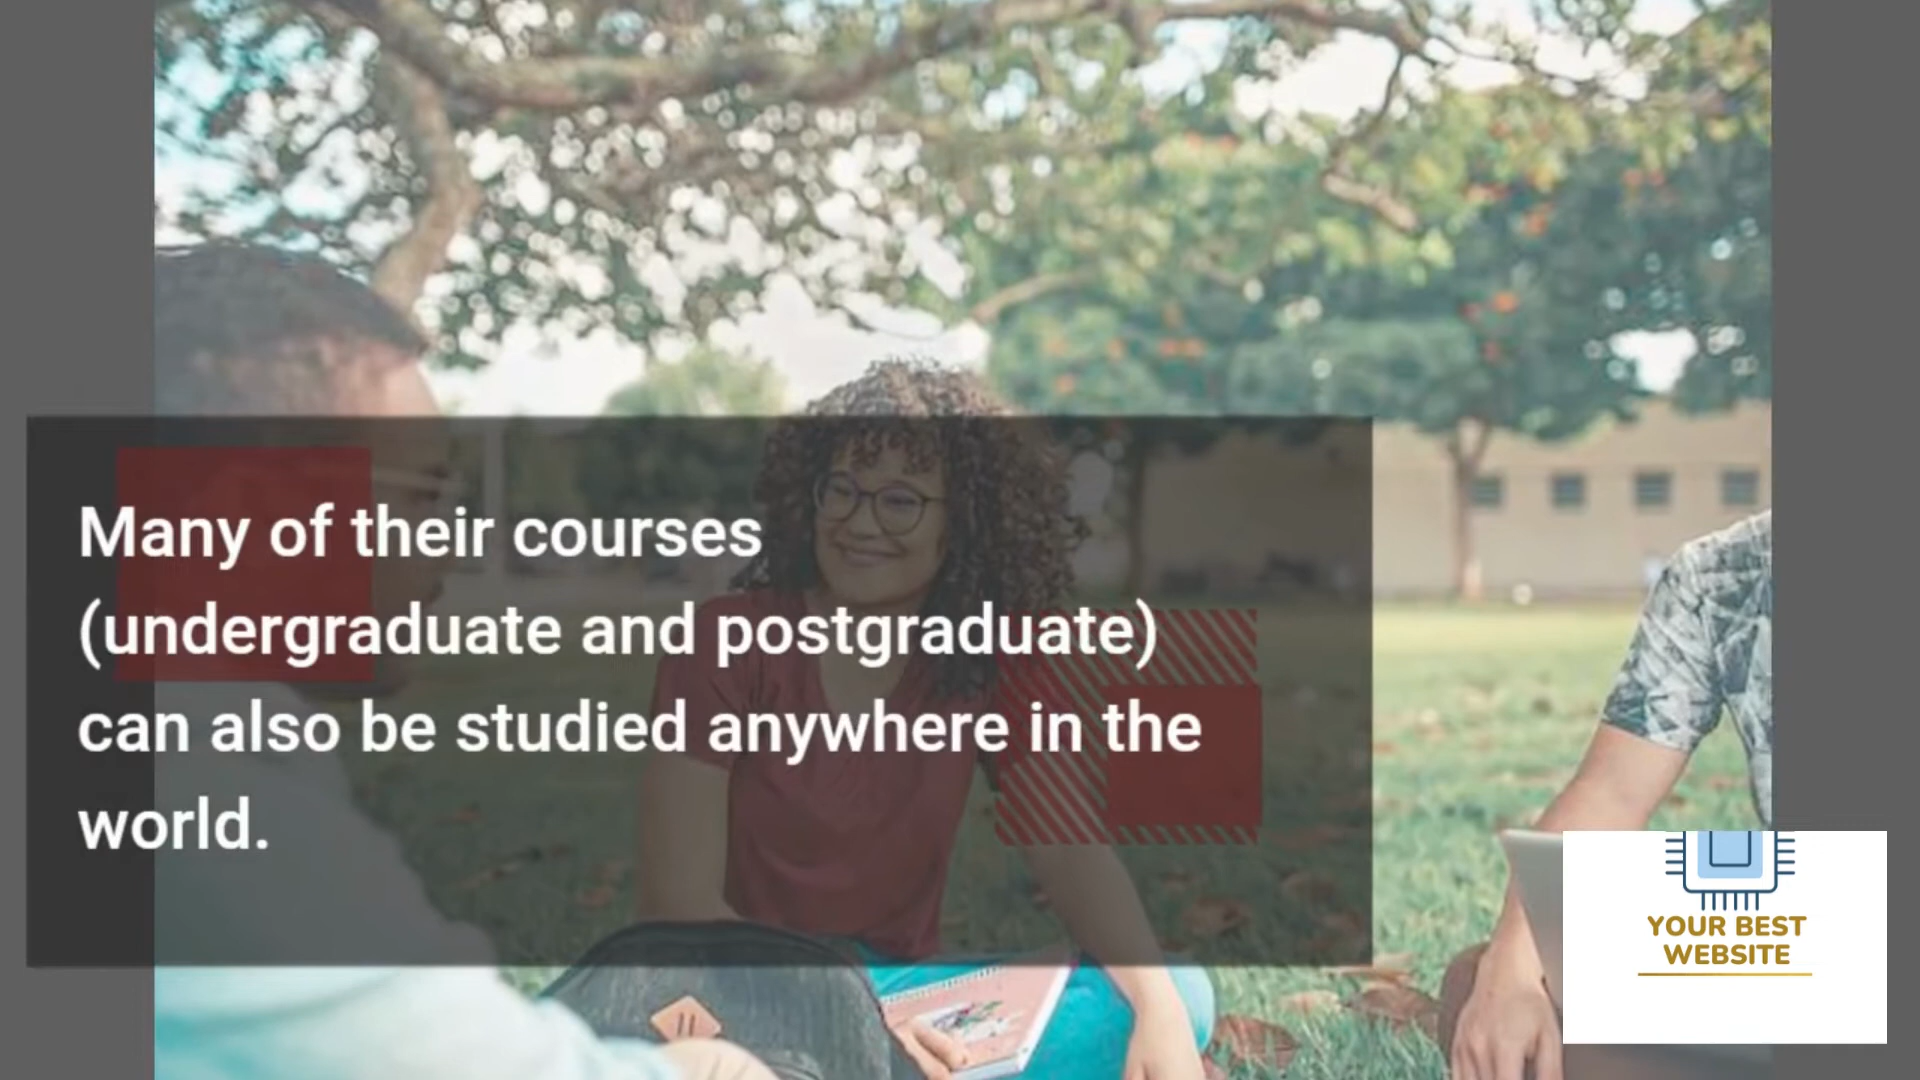 Many of their courses
(undergraduate and postgraduate)
can also be studied anywhere in the
world.
YOUR BEST
WEBSITE